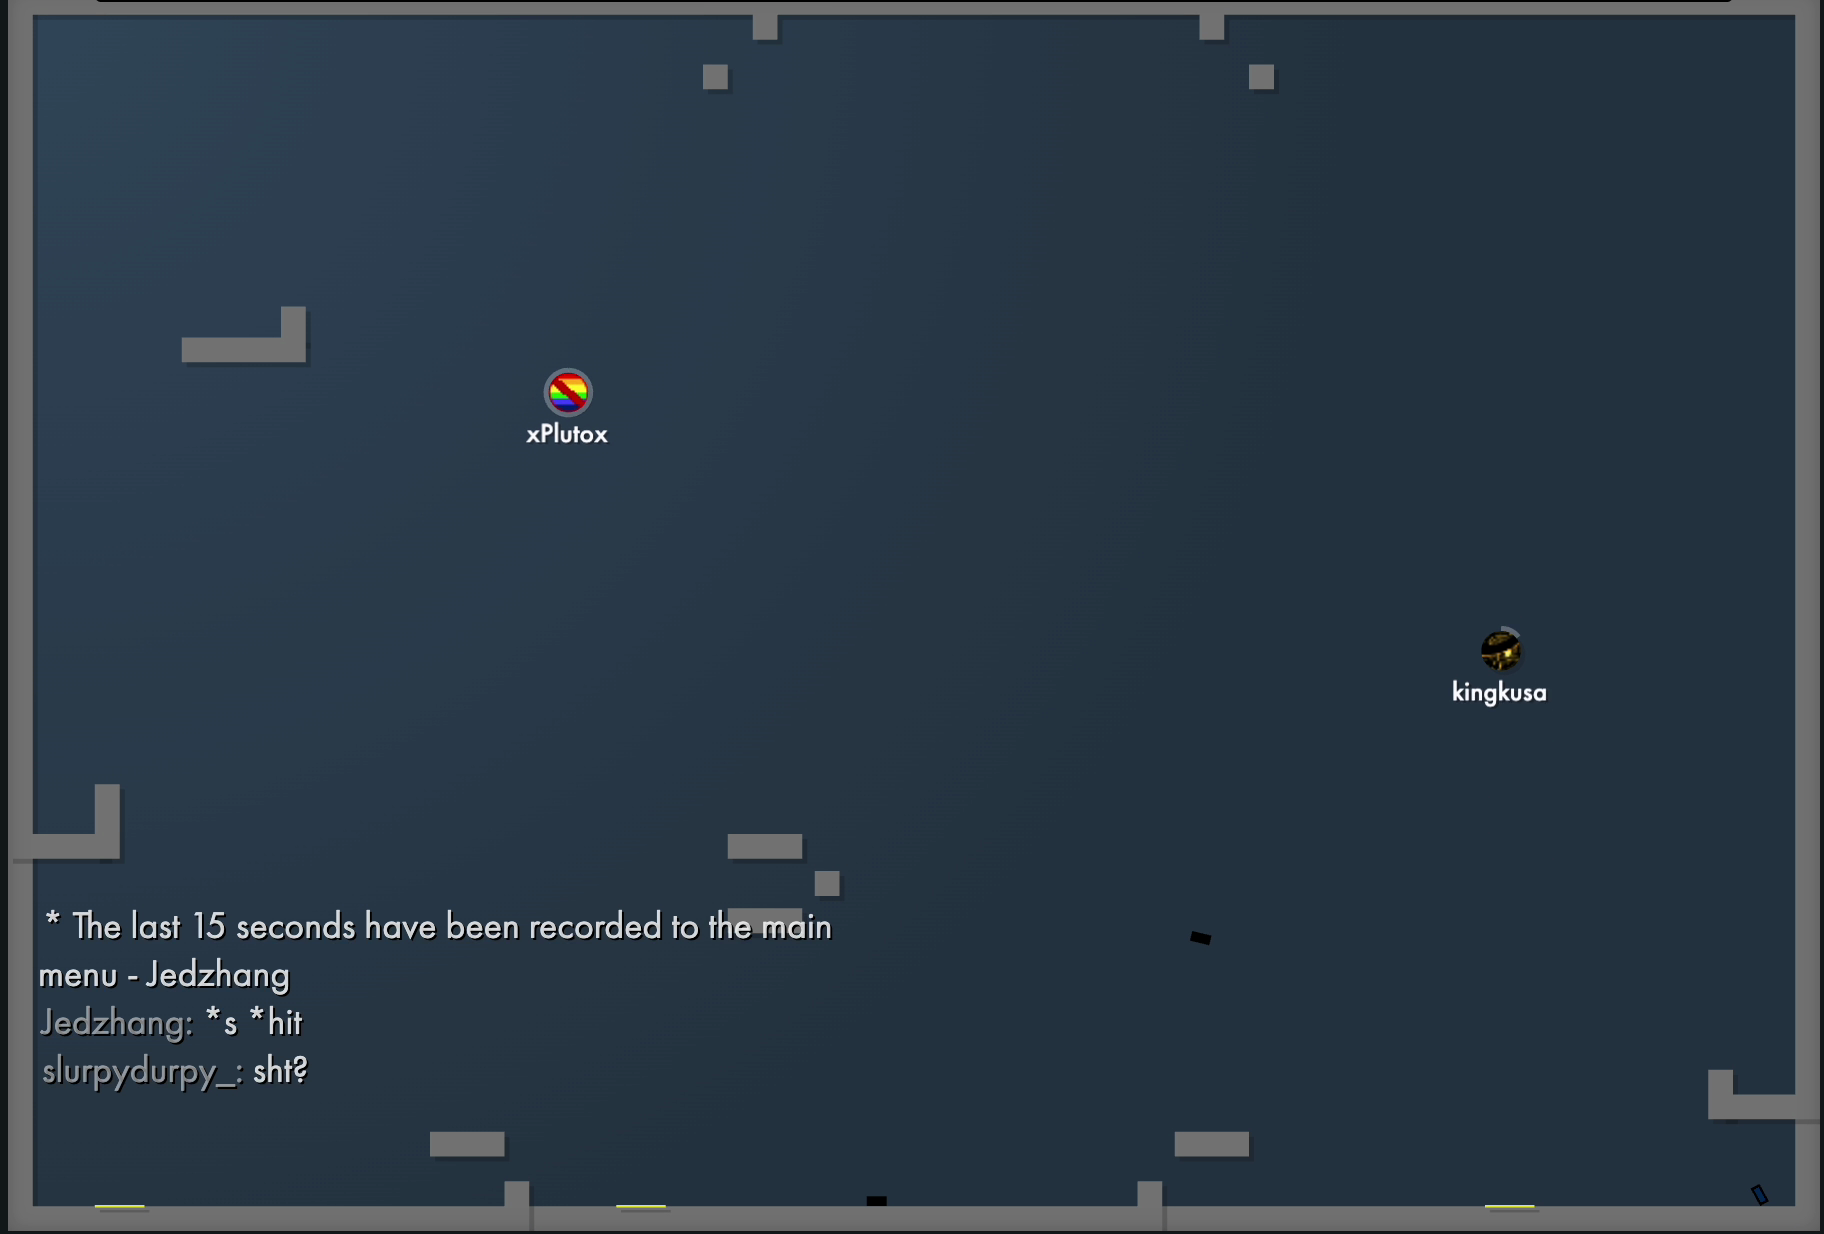 xPlutox
kingkusa
* The last 15 seconds have been recorded to the main
menu - Jedzhang
Jedzhang: *s *hit
slurpydurpy_: sht?